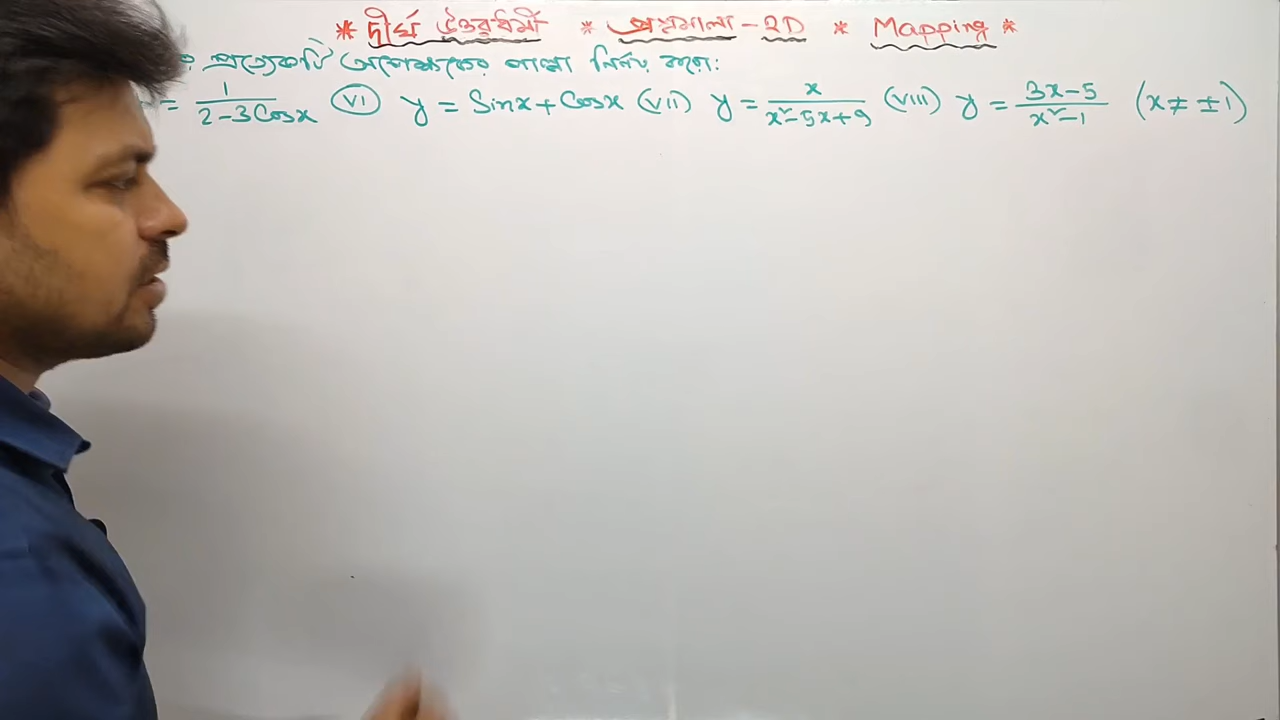 * দীর্ঘ উত্তরধর্মী * প্রশ্নমালা - 2D * Mapping *
প্রত্যেকটি অপেক্ষকের পাল্লা নির্ণয় করো:
= 1/(2-3Cosx) (VI) y = Sinx + Cosx (VII) y = x/(x²-5x+9) (VIII) y = (3x-5)/(x²-1) (x ≠ ±1)